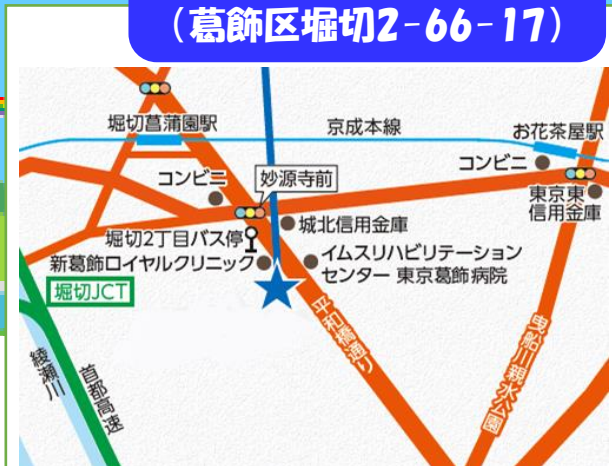 （葛飾区堀切2-66-17）
堀切菖蒲園駅
京成本線
お花茶屋駅
コンビニ
コンビニ
妙源寺前
東京東
信用金庫
城北信用金庫
堀切2丁目バス停
新葛飾ロイヤルクリニック
イムスリハビリテーション
センター 東京葛飾病院
堀切JCT
平和橋通り
曳船川親水公園
綾瀬川
首都高速